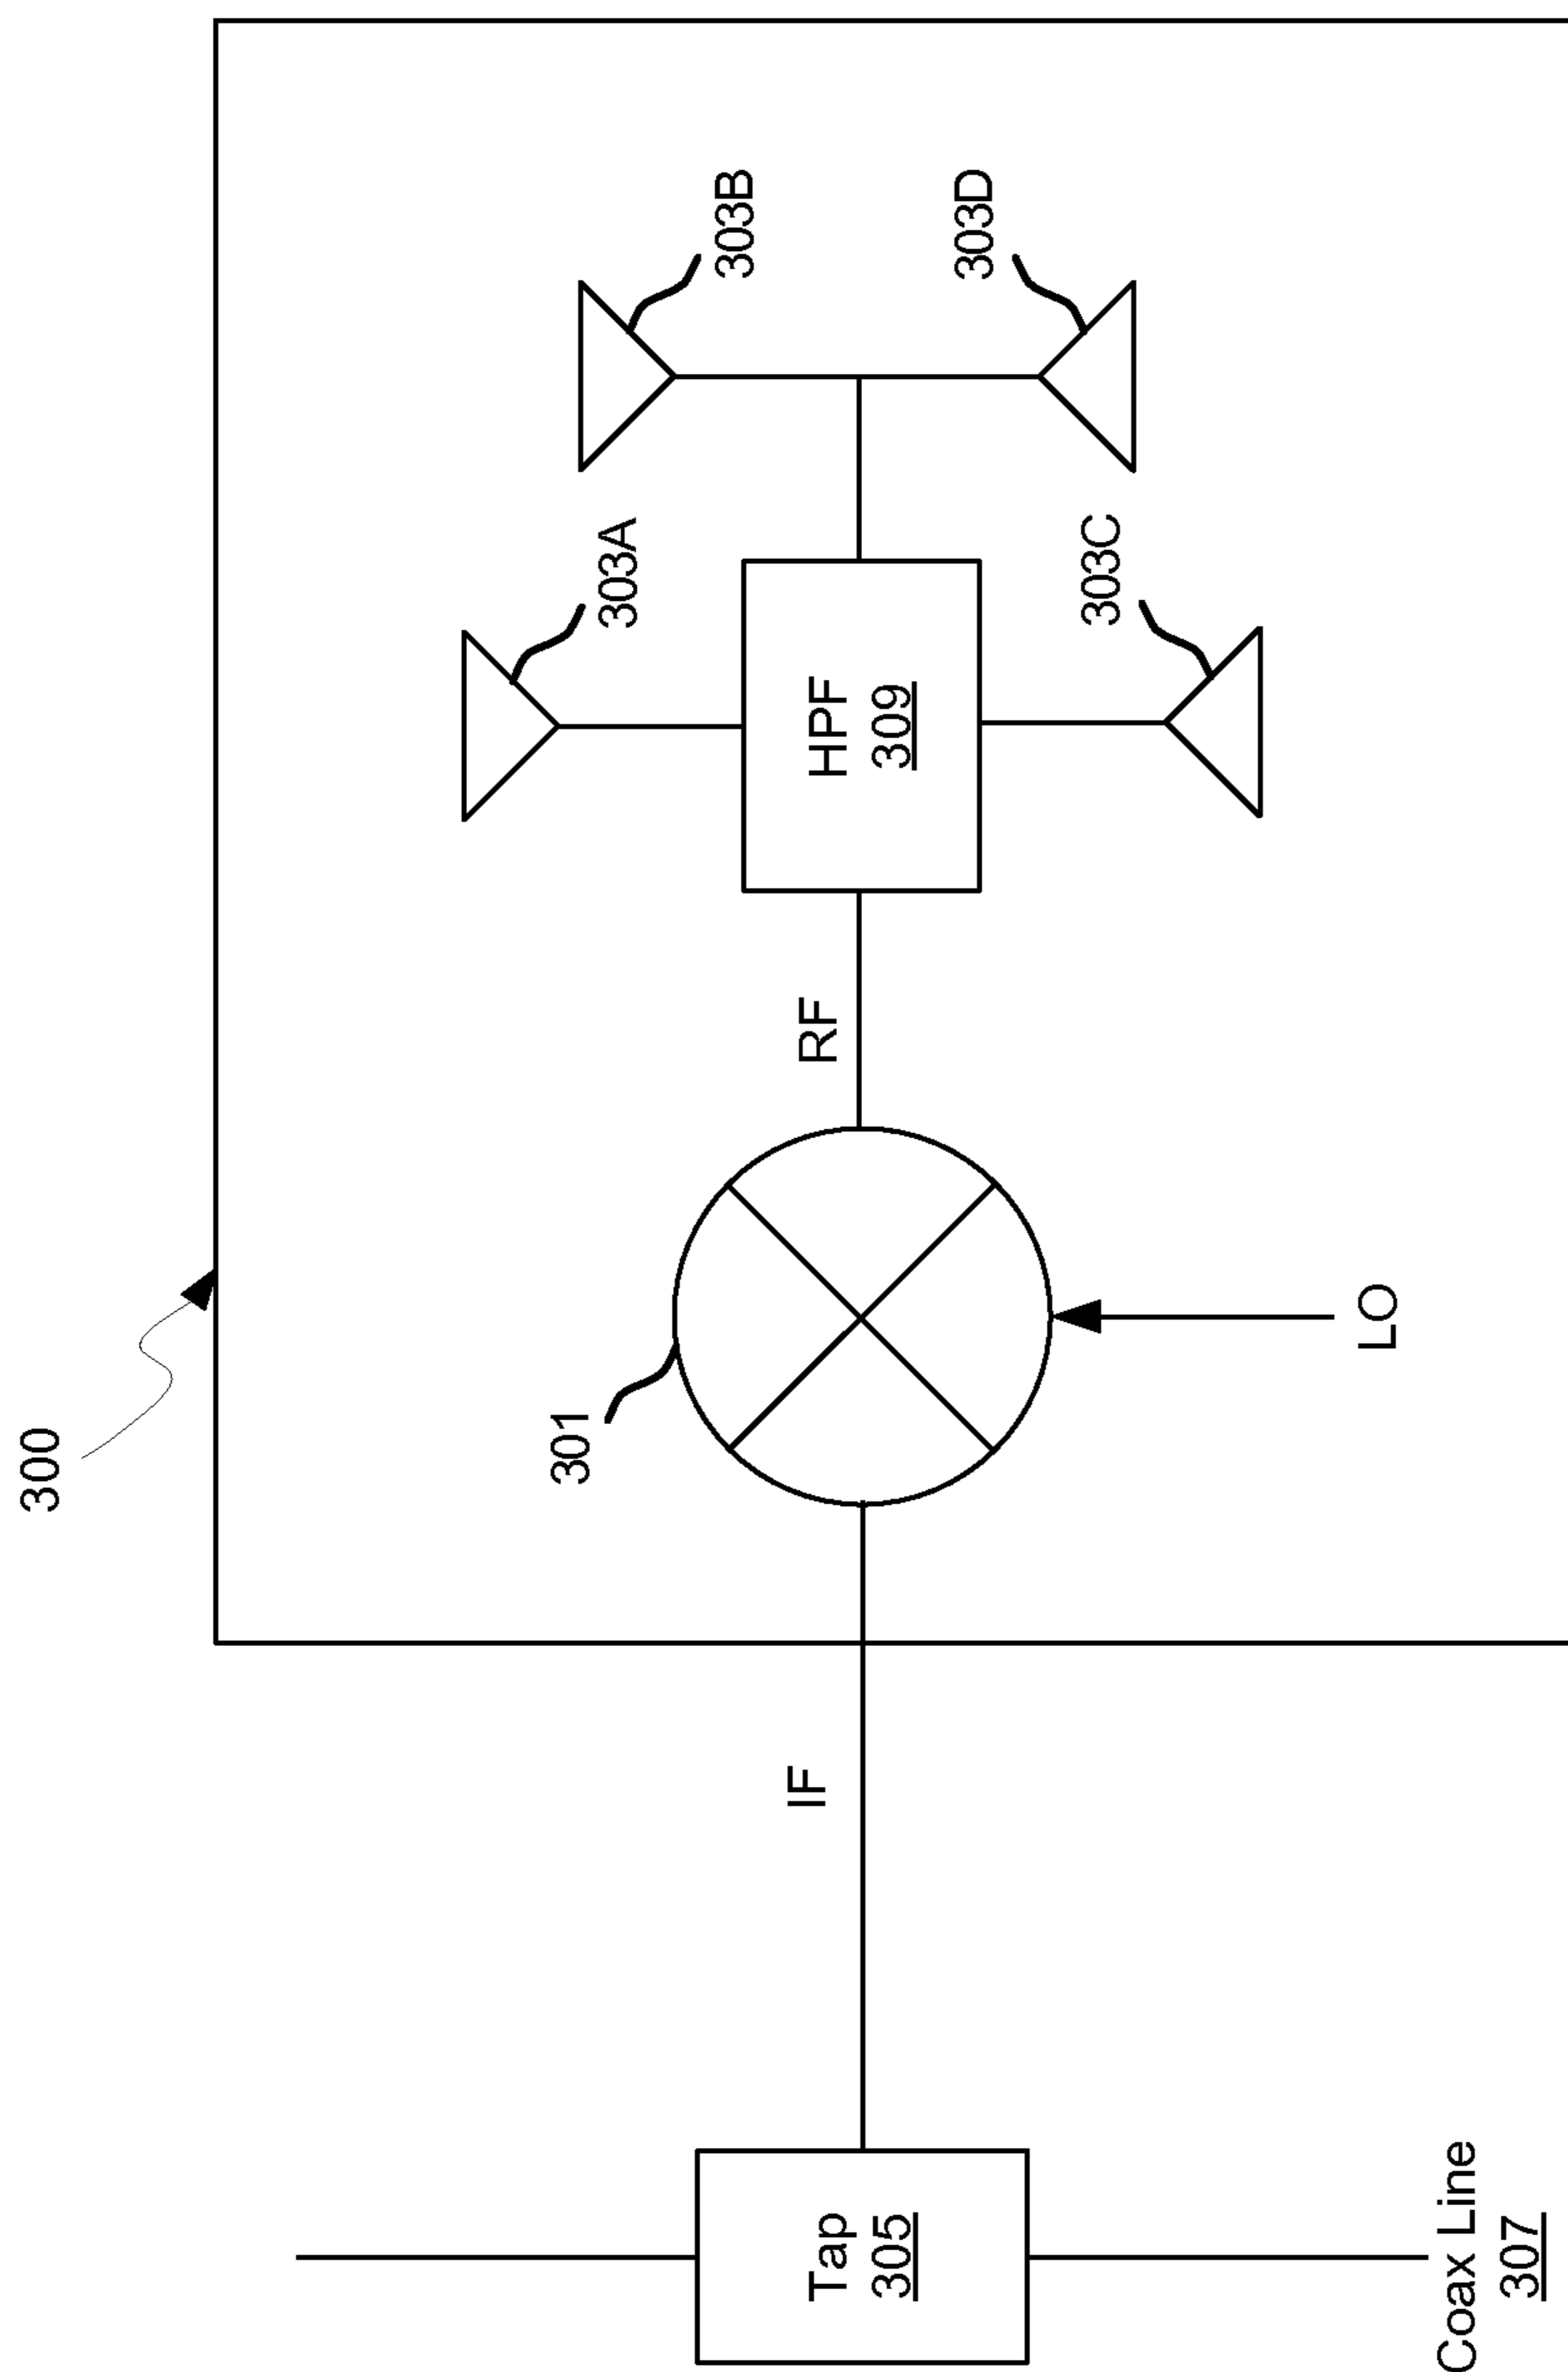 300
303B
303D
303A
303C
HPF
309
RF
301
LO
IF
Tap
305
Coax Line
307